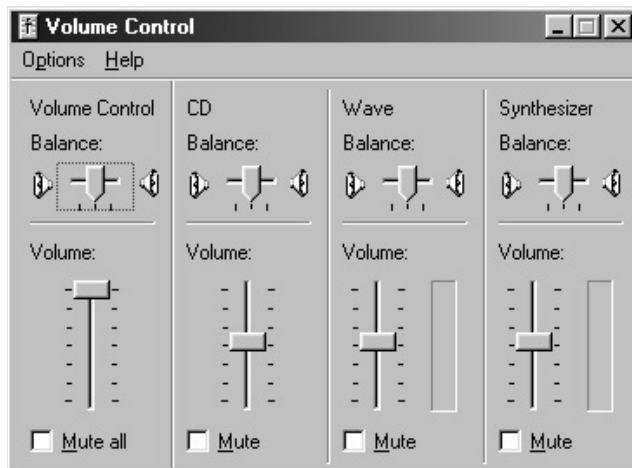 Volume Control
Options Help
Volume Control
Balance:
Volume:
Mute all
CD
Balance:
Volume:
Mute
Wave
Balance:
Volume:
Mute
Synthesizer
Balance:
Volume:
Mute